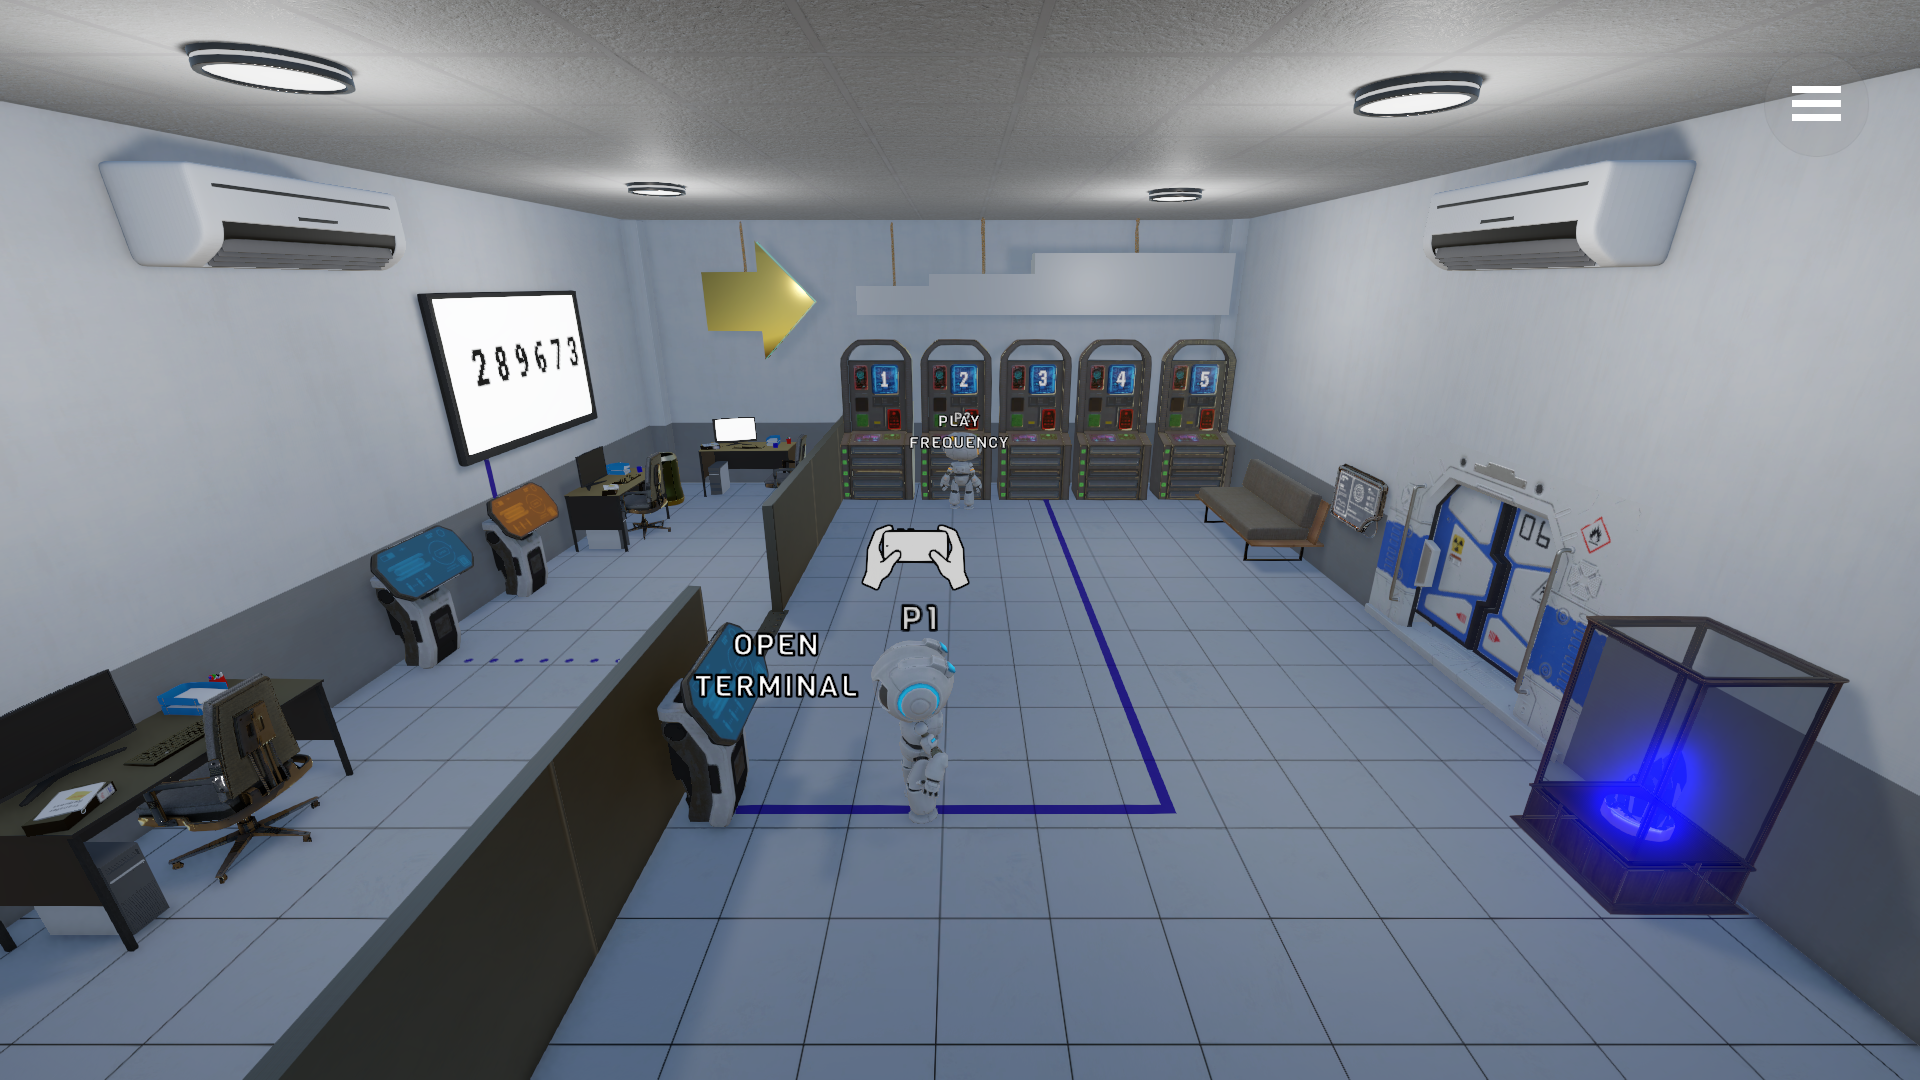 289673
1
2
3
4
5
PLAY
FREQUENCY
06
P1
OPEN
TERMINAL